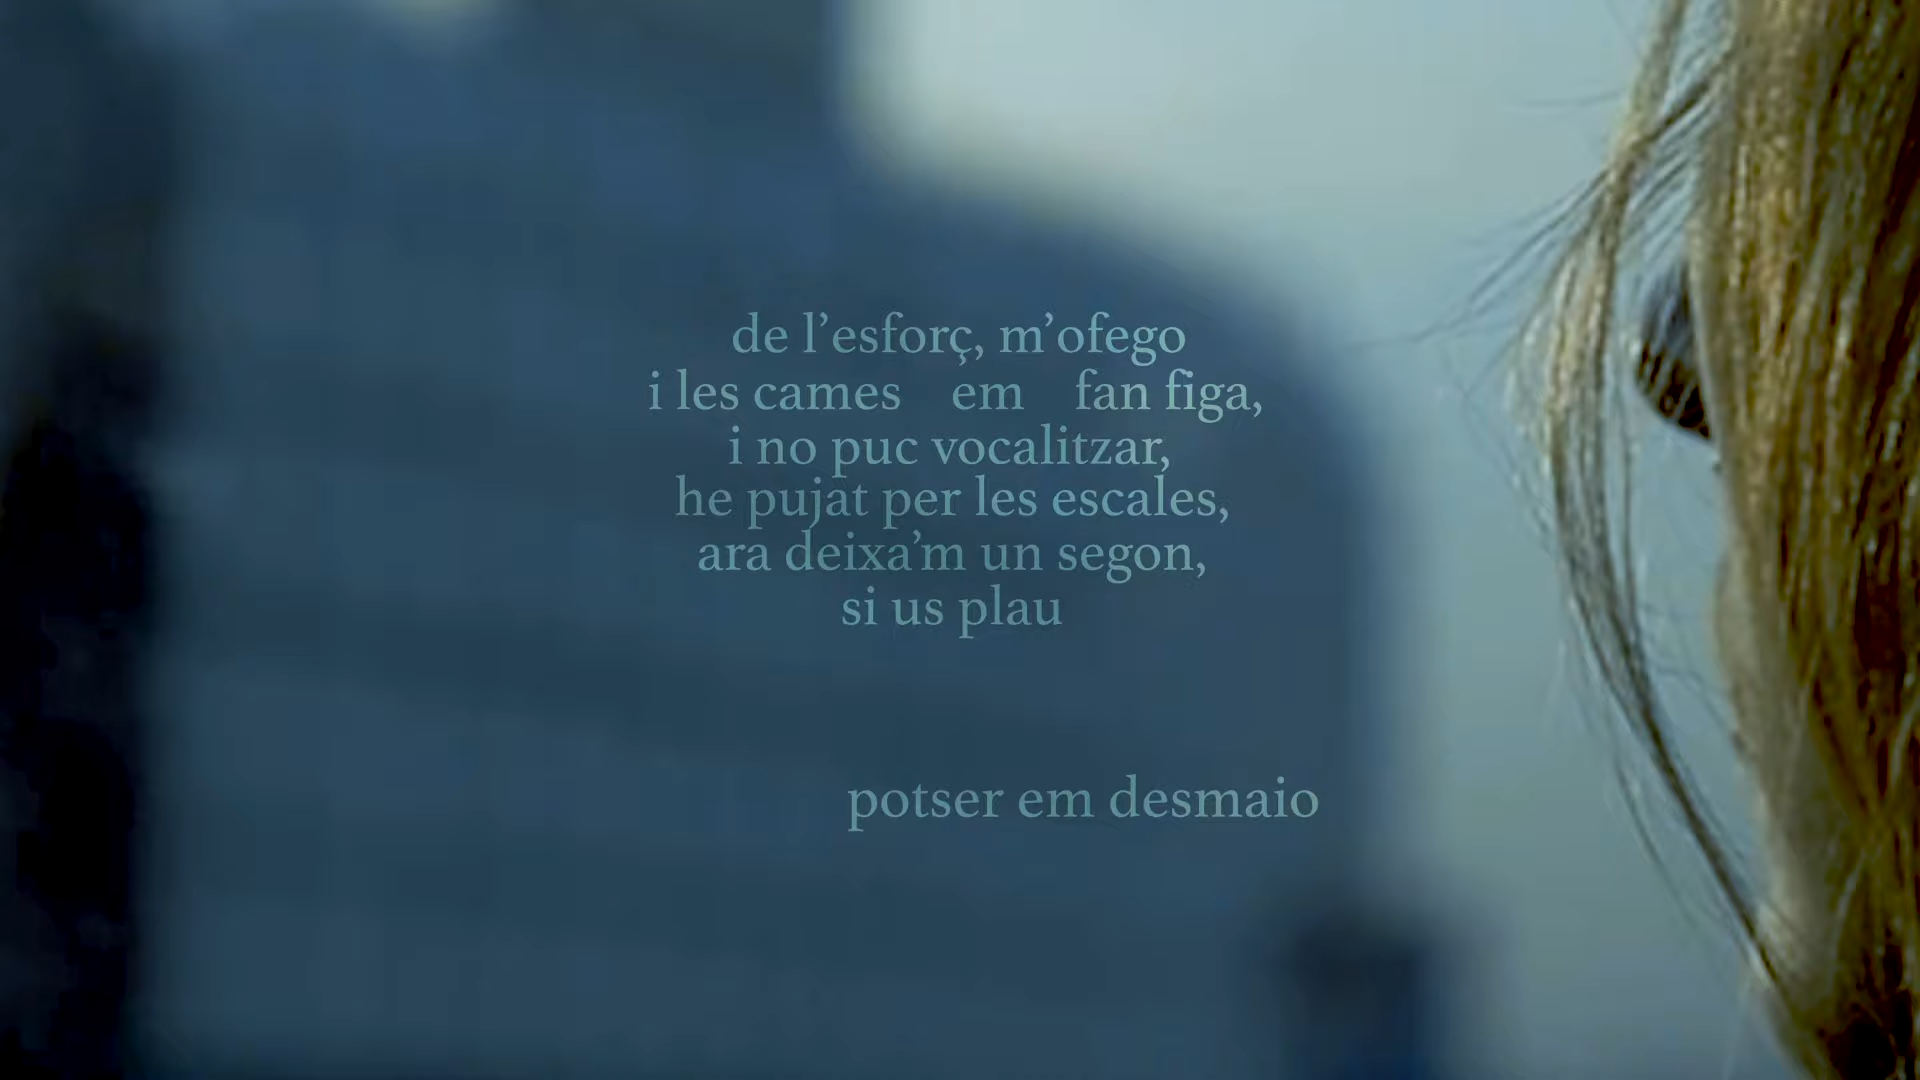 de l’esforç, m’ofego
i les cames em fan figa,
i no puc vocalitzar,
he pujat per les escales,
ara deixa’m un segon,
si us plau
potser em desmaio